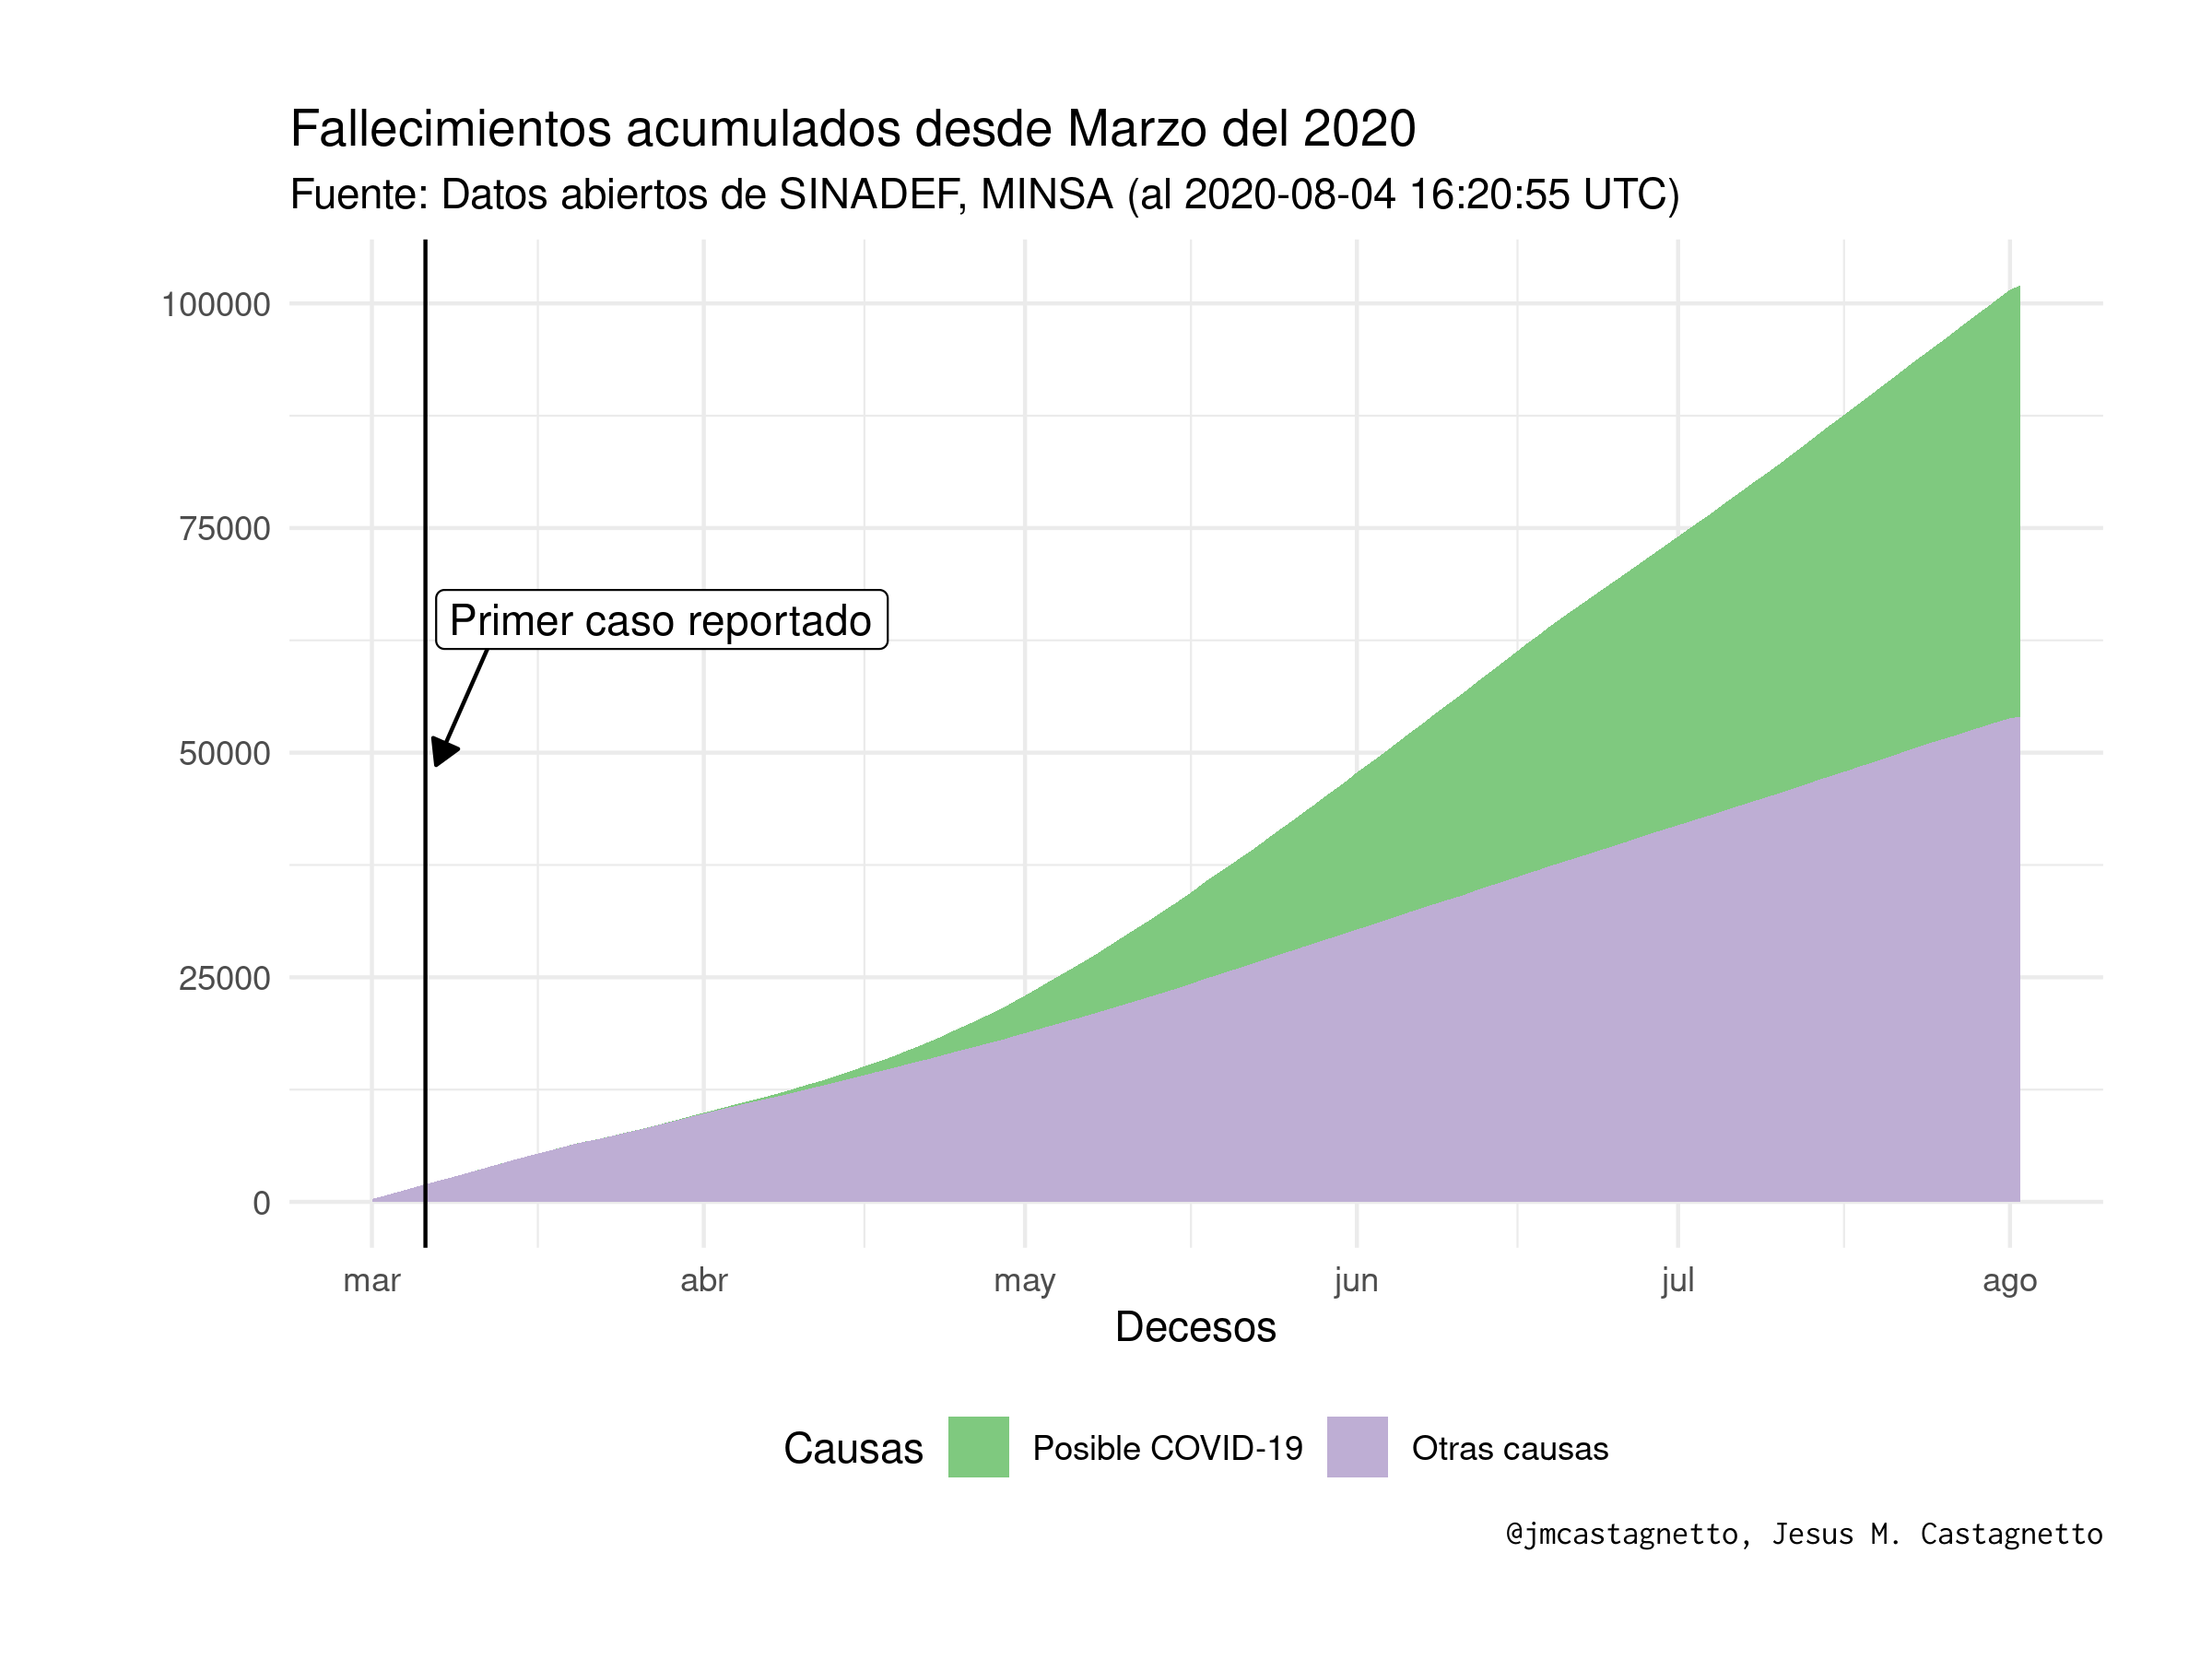 Fallecimientos acumulados desde Marzo del 2020
Fuente: Datos abiertos de SINADEF, MINSA (al 2020-08-04 16:20:55 UTC)
100000
75000
Primer caso reportado
50000
25000
0
mar abr may jun jul ago
Decesos
Causas Posible COVID-19 Otras causas
@jmcastagnetto, Jesus M. Castagnetto